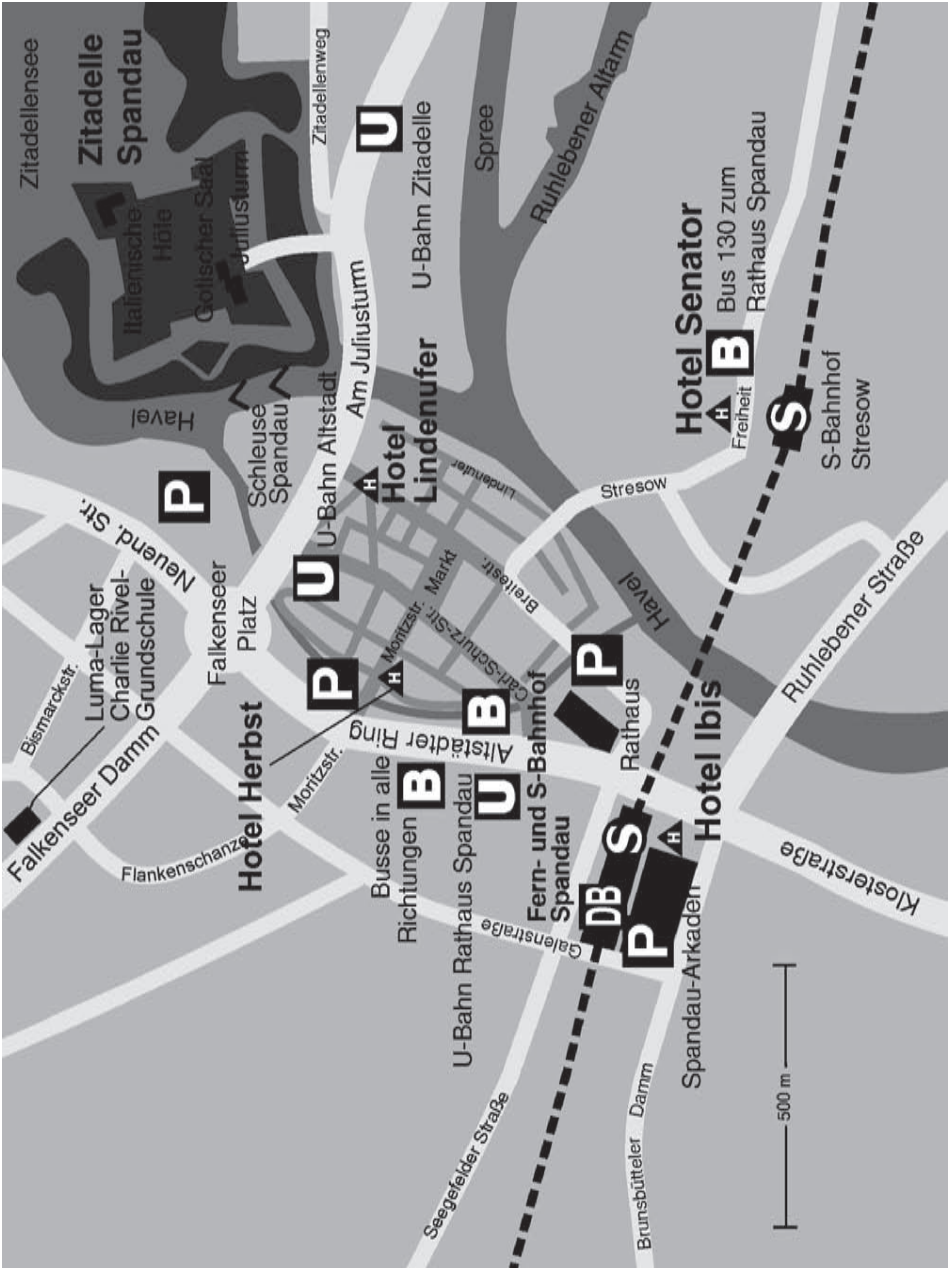 Zitadellensee
Zitadelle
Spandau
Italienische
Höfe
Gotischer Saal
Juliusturm
Zitadellenweg
U
U-Bahn Zitadelle
Spree
Ruhlebener Altarm
Havel
Schleuse
Spandau
Am Juliusturm
U-Bahn Altstadt
U
H
Hotel
Lindenufer
Lindenufer
P
Neuend. Str.
Falkenseer
Platz
Luma-Lager
Charlie Rivel-
Grundschule
Bismarckstr.
Falkenseer Damm
Flankenschanze
Hotel Herbst
H
P
Moritzstr.
Moritzstr.
Markt
Carl-Schurz-Str.
Breitestr.
Altstädter Ring
B
Busse in alle
Richtungen
B
U-Bahn Rathaus Spandau
U
Fern- und S-Bahnhof
Spandau
DB
S
P
Rathaus
P
Hotel Ibis
H
Spandau-Arkaden
Galenstraße
Seegefelder Straße
Brunsbütteler Damm
Klosterstraße
Ruhlebener Straße
Havel
Stresow
Hotel Senator
H
B
Bus 130 zum
Rathaus Spandau
Freiheit
S
S-Bahnhof
Stresow
500 m